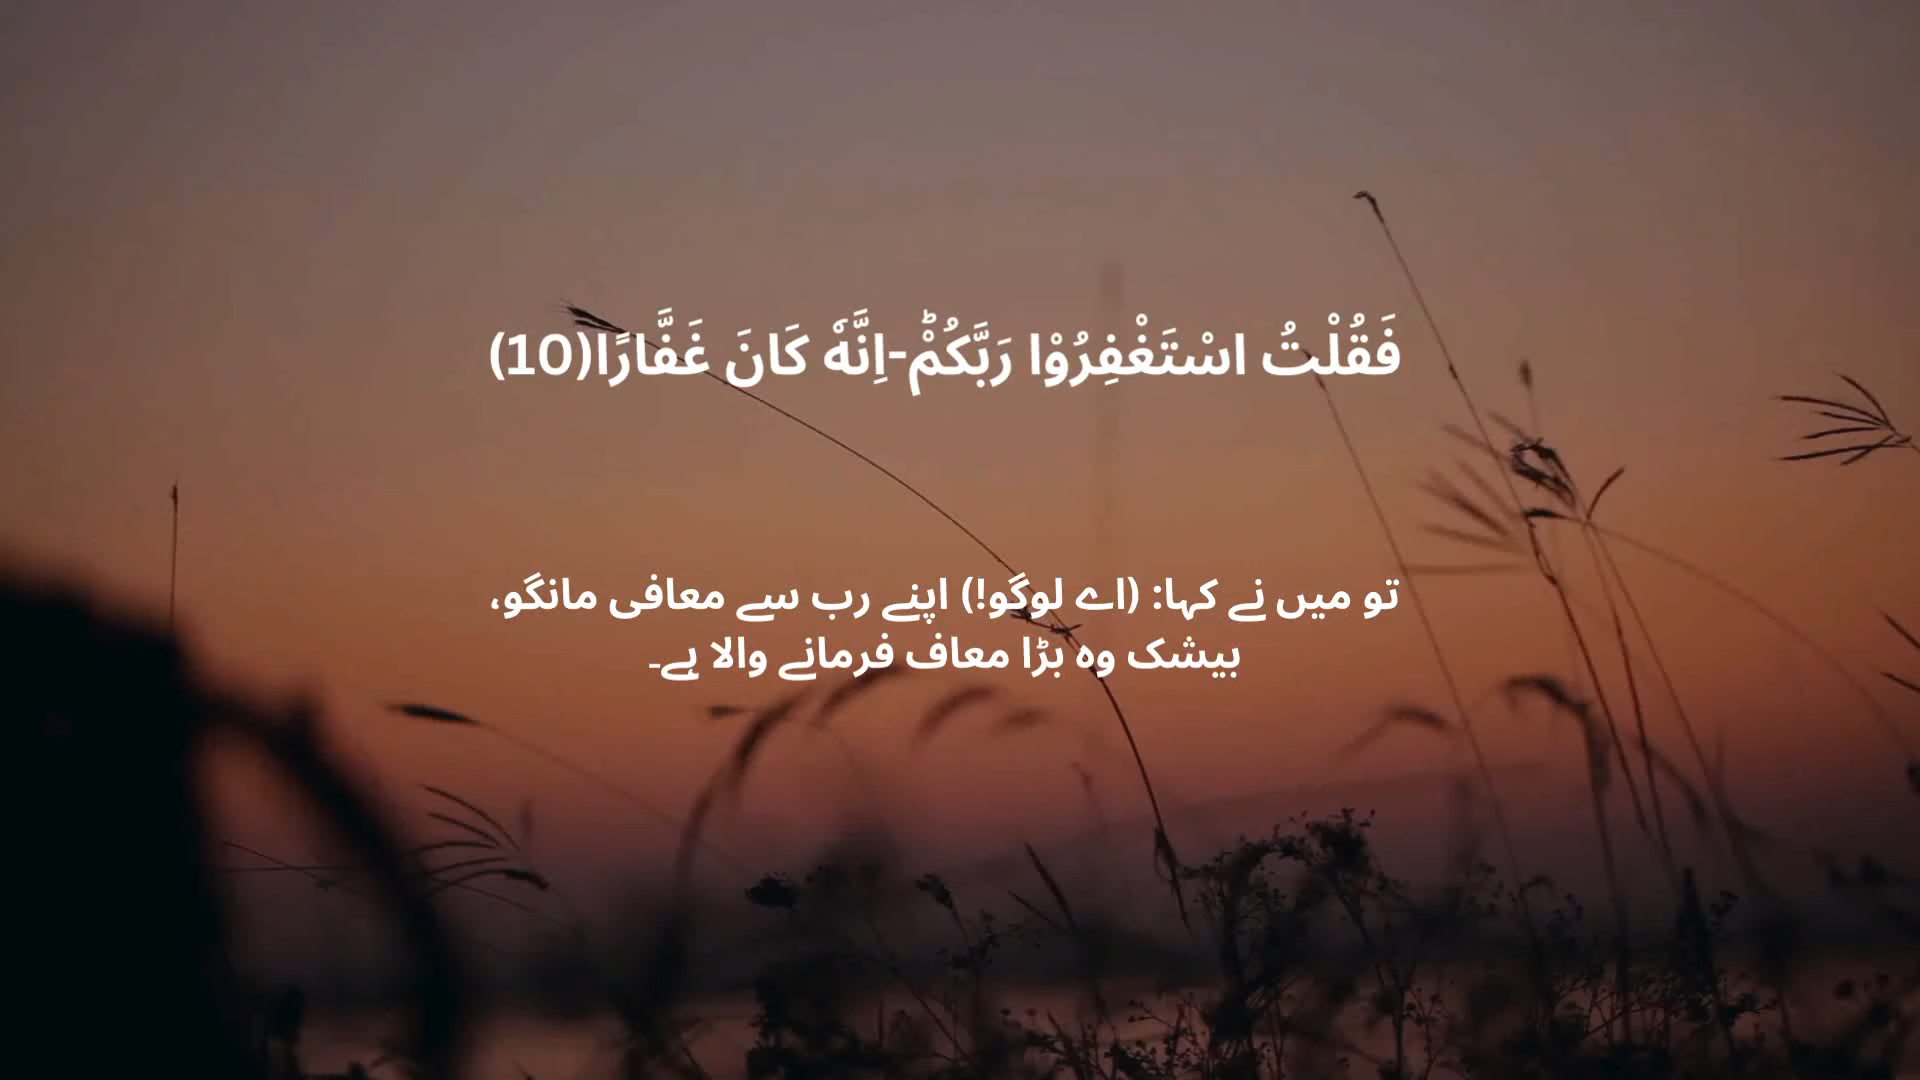 فَقُلْتُ اسْتَغْفِرُوْا رَبَّكُمْؕ-اِنَّهٗ كَانَ غَفَّارًا(10)
تو میں نے کہا: (اے لوگو!) اپنے رب سے معافی مانگو،
بیشک وہ بڑا معاف فرمانے والا ہے۔